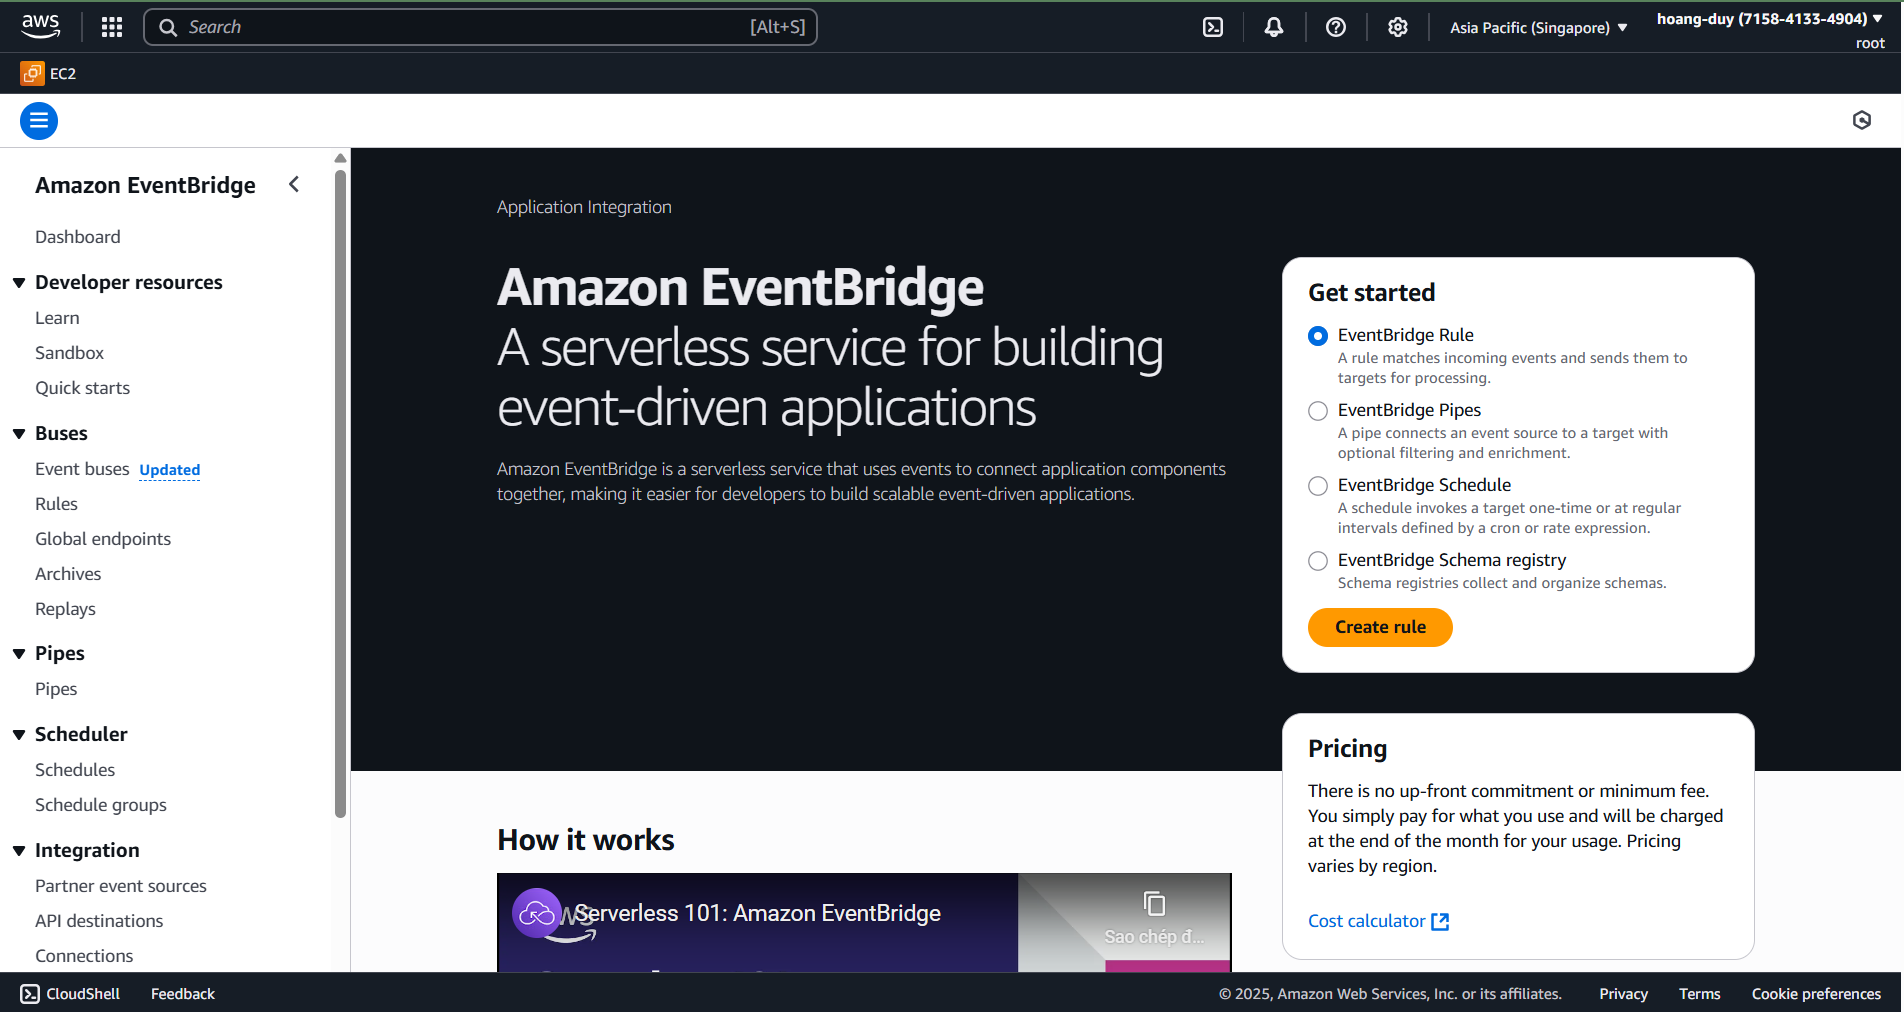 aws
Search
[Alt+S]
Asia Pacific (Singapore)
hoang-duy (7158-4133-4904)
root
EC2
Amazon EventBridge
Dashboard
Developer resources
Learn
Sandbox
Quick starts
Buses
Event buses Updated
Rules
Global endpoints
Archives
Replays
Pipes
Pipes
Scheduler
Schedules
Schedule groups
Integration
Partner event sources
API destinations
Connections
Application Integration
Amazon EventBridge
A serverless service for building
event-driven applications
Amazon EventBridge is a serverless service that uses events to connect application components
together, making it easier for developers to build scalable event-driven applications.
Get started
EventBridge Rule
A rule matches incoming events and sends them to
targets for processing.
EventBridge Pipes
A pipe connects an event source to a target with
optional filtering and enrichment.
EventBridge Schedule
A schedule invokes a target one-time or at regular
intervals defined by a cron or rate expression.
EventBridge Schema registry
Schema registries collect and organize schemas.
Create rule
Pricing
There is no up-front commitment or minimum fee.
You simply pay for what you use and will be charged
at the end of the month for your usage. Pricing
varies by region.
Cost calculator
How it works
aws
Serverless 101: Amazon EventBridge
Sao chép đ...
CloudShell
Feedback
© 2025, Amazon Web Services, Inc. or its affiliates.
Privacy
Terms
Cookie preferences